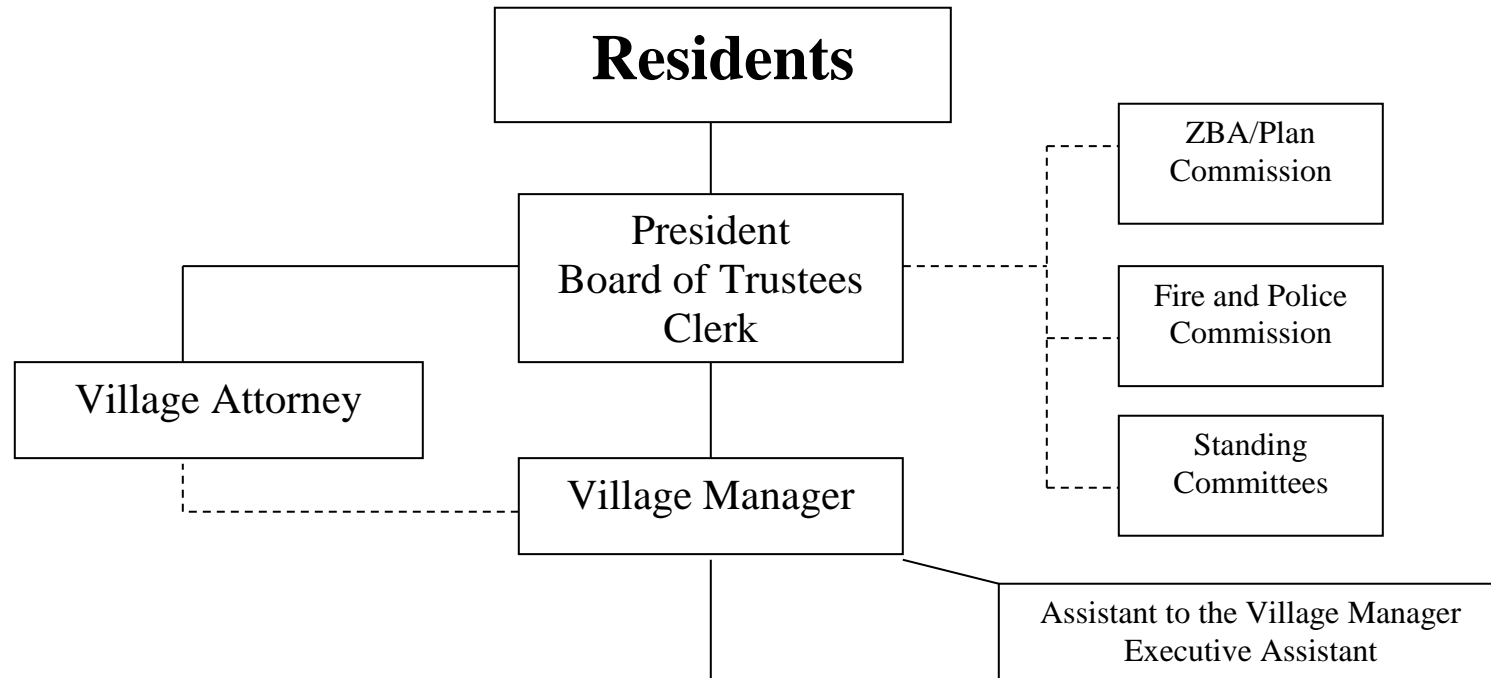 Residents
President
Board of Trustees
Clerk
ZBA/Plan
Commission
Fire and Police
Commission
Standing
Committees
Village Attorney
Village Manager
Assistant to the Village Manager
Executive Assistant